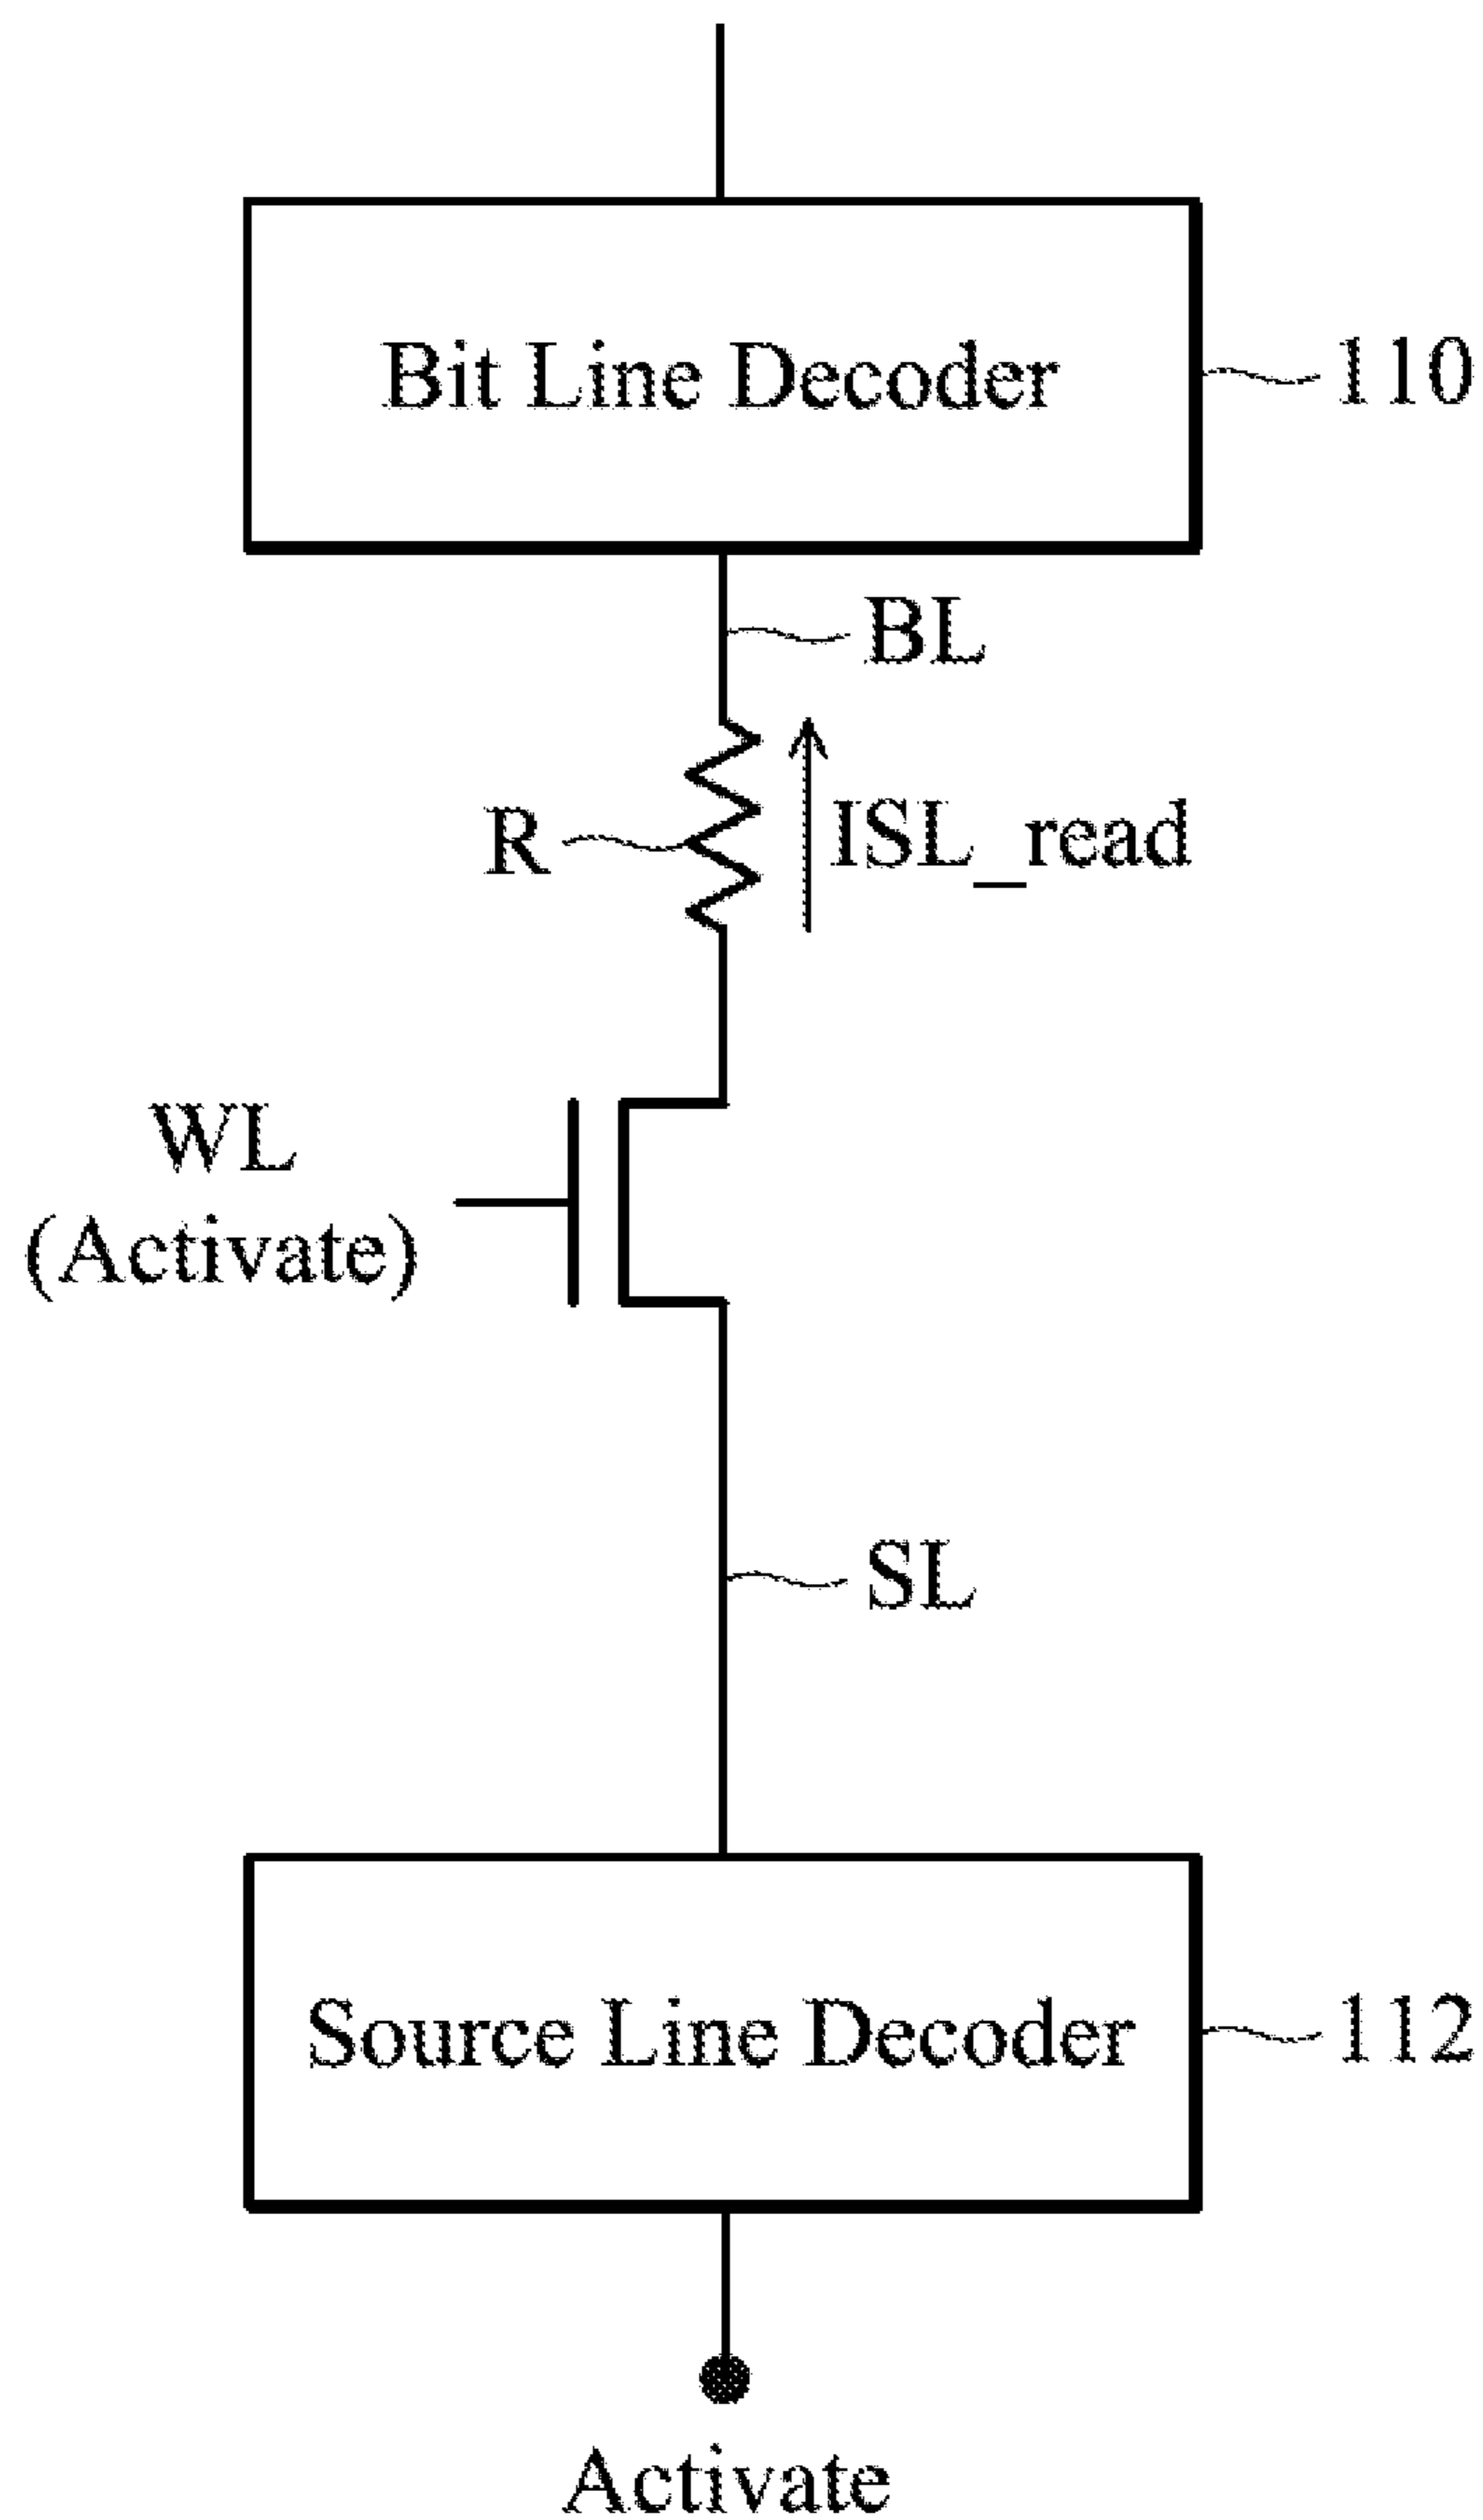 Bit Line Decoder
110
BL
R
ISL_read
WL
(Activate)
SL
Source Line Decoder
112
Activate